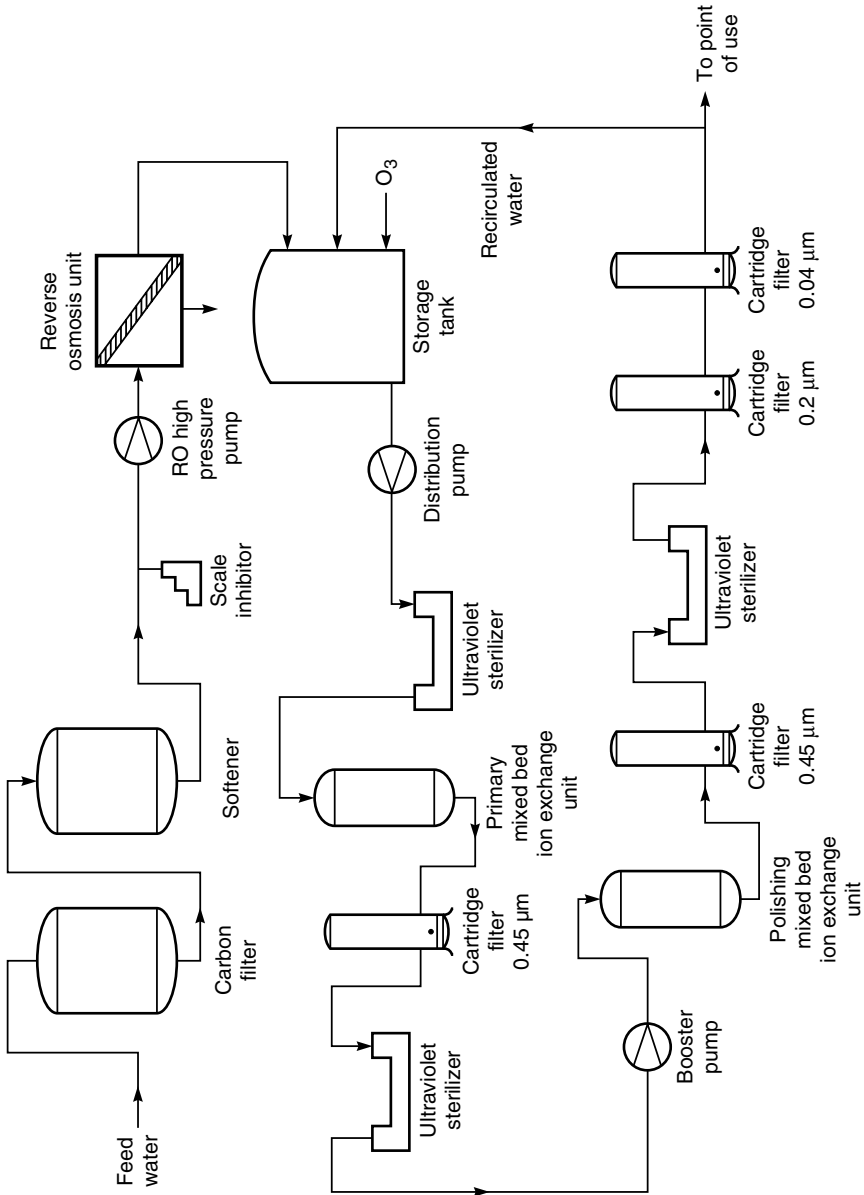 Feed
water
Carbon
filter
Softener
Scale
inhibitor
RO high
pressure
pump
Reverse
osmosis unit
Storage
tank
O3
Recirculated
water
Distribution
pump
Ultraviolet
sterilizer
Primary
mixed bed
ion exchange
unit
Cartridge
filter
0.45 µm
Ultraviolet
sterilizer
Booster
pump
Polishing
mixed bed
ion exchange
unit
Cartridge
filter
0.45 µm
Ultraviolet
sterilizer
Cartridge
filter
0.2 µm
Cartridge
filter
0.04 µm
To point
of use